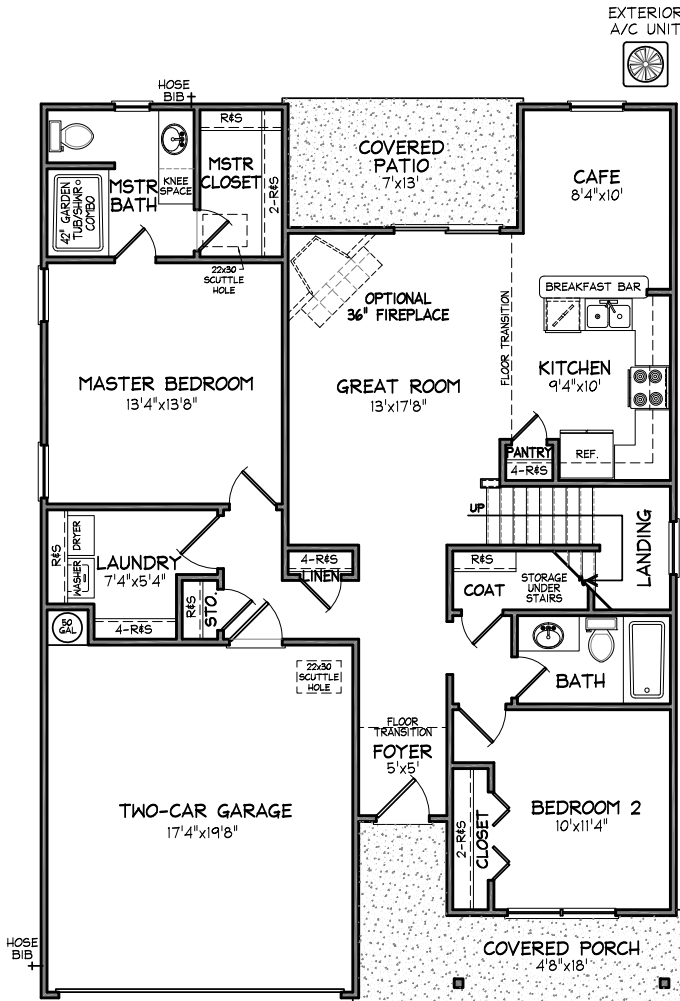 EXTERIOR
A/C UNIT
HOSE
BIB
R&S
MSTR
CLOSET
2-R&S
MSTR
BATH
KNEE
SPACE
42" GARDEN
TUB/SHWR
COMBO
22x30
SCUTTLE
HOLE
COVERED
PATIO
7'x13'
CAFE
8'4"x10'
BREAKFAST BAR
OPTIONAL
36" FIREPLACE
FLOOR TRANSITION
KITCHEN
9'4"x10'
MASTER BEDROOM
13'4"x13'8"
GREAT ROOM
13'x17'8"
PANTRY
4-R&S
REF.
UP
LANDING
R&S
DRYER
WASHER
LAUNDRY
7'4"x5'4"
4-R&S
R&S
STO.
4-R&S
LINEN
R&S
COAT
STORAGE
UNDER
STAIRS
50
GAL
22x30
SCUTTLE
HOLE
BATH
FLOOR
TRANSITION
FOYER
5'x5'
TWO-CAR GARAGE
17'4"x19'8"
2-R&S
CLOSET
BEDROOM 2
10'x11'4"
HOSE
BIB
COVERED PORCH
4'8"x18'